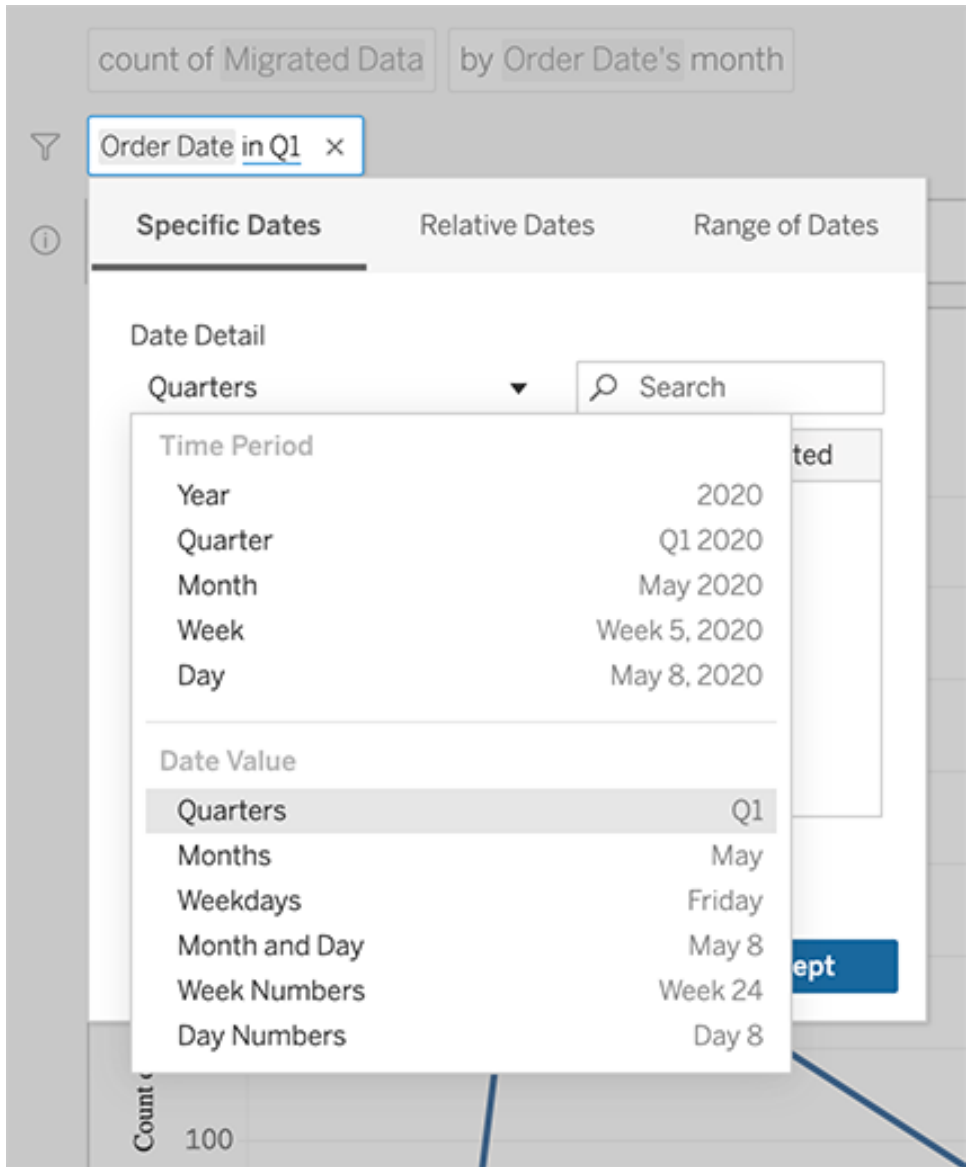 count of Migrated Data by Order Date's month
Order Date in Q1 ×
Specific Dates Relative Dates Range of Dates
Date Detail
Quarters Search
Time Period
ted
Year 2020
Quarter Q1 2020
Month May 2020
Week Week 5, 2020
Day May 8, 2020
Date Value
Quarters Q1
Months May
Weekdays Friday
Month and Day May 8
ept
Week Numbers Week 24
Day Numbers Day 8
Count
100